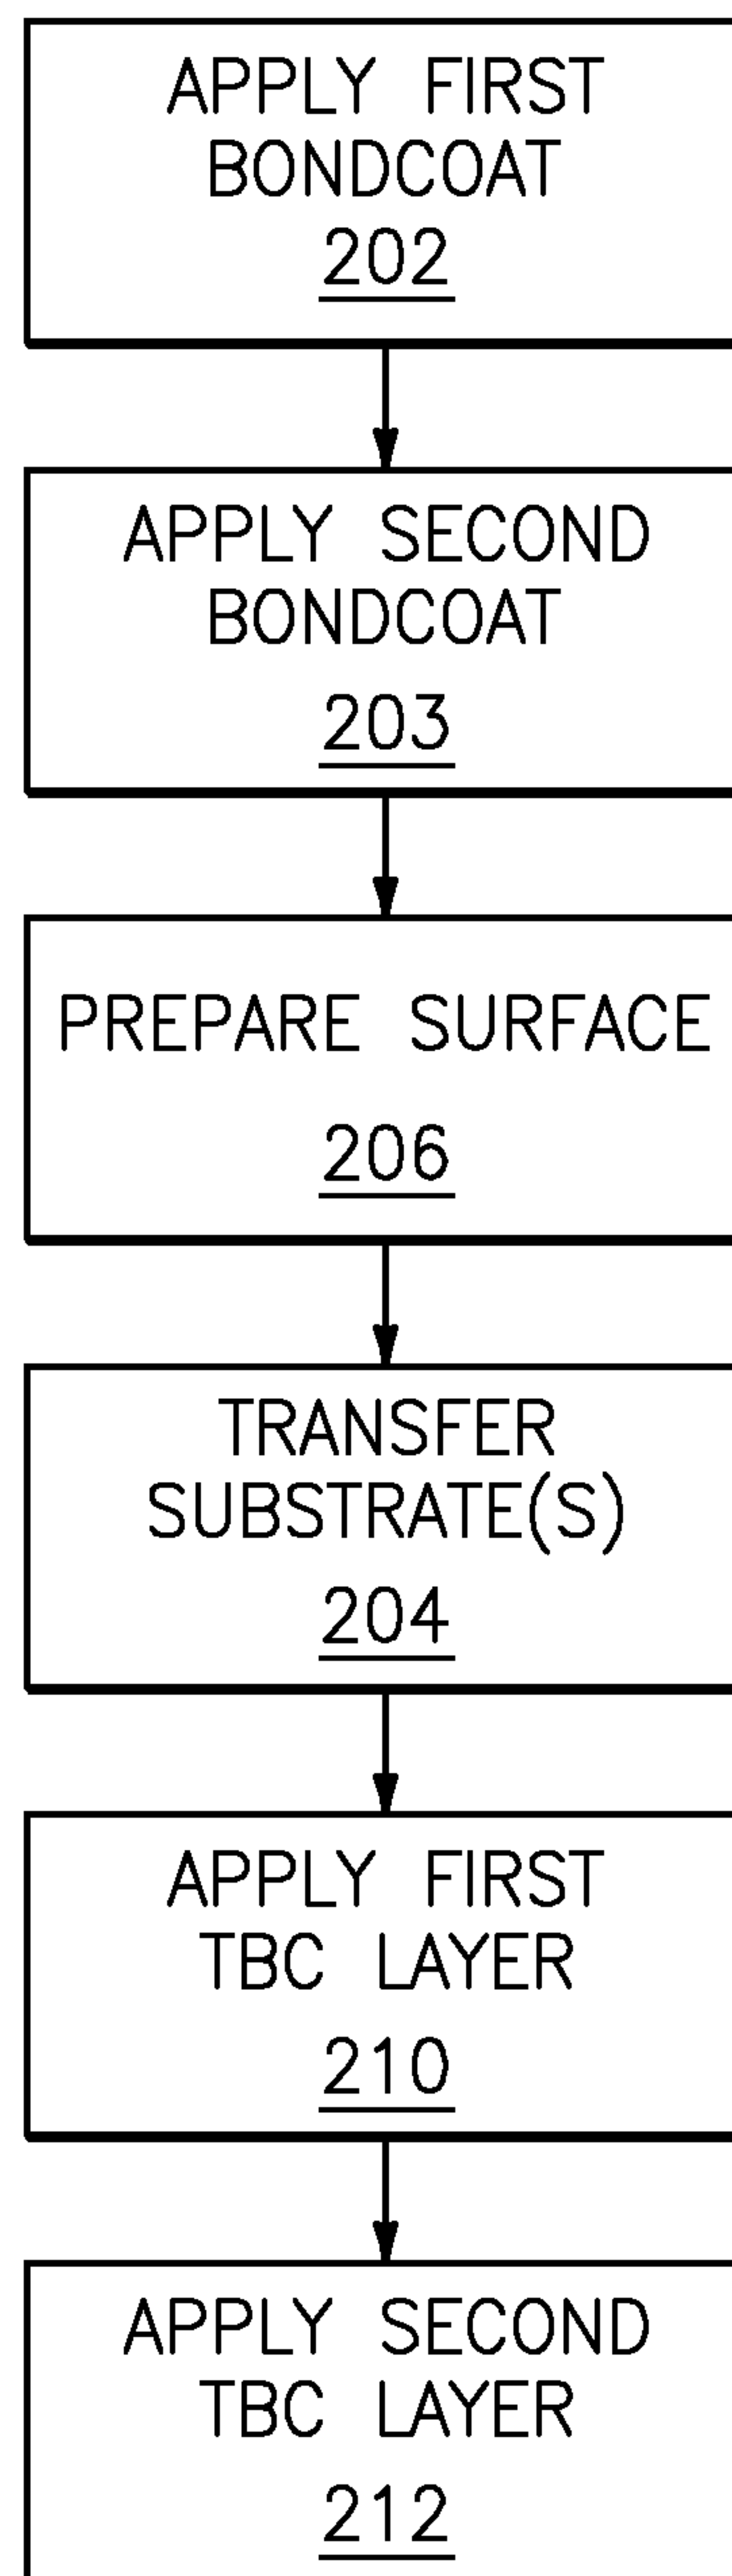 APPLY FIRST
BONDCOAT
202
APPLY SECOND
BONDCOAT
203
PREPARE SURFACE
206
TRANSFER
SUBSTRATE(S)
204
APPLY FIRST
TBC LAYER
210
APPLY SECOND
TBC LAYER
212